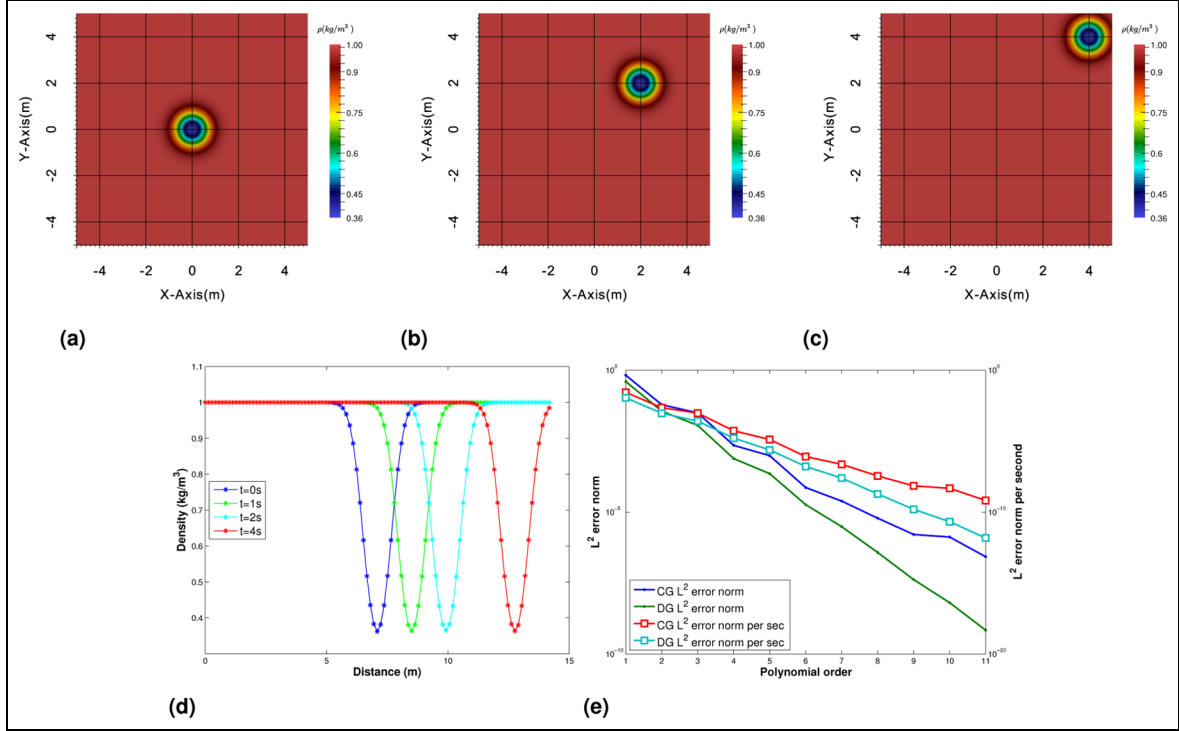 ρ(kg/m³)
1.00
0.9
0.75
0.6
0.45
0.36
Y-Axis(m)
4
2
0
-2
-4
-4 -2 0 2 4
X-Axis(m)
(a)
ρ(kg/m³)
1.00
0.9
0.75
0.6
0.45
0.36
Y-Axis(m)
4
2
0
-2
-4
-4 -2 0 2 4
X-Axis(m)
(b)
ρ(kg/m³)
1.00
0.9
0.75
0.6
0.45
0.36
Y-Axis(m)
4
2
0
-2
-4
-4 -2 0 2 4
X-Axis(m)
(c)
Density (kg/m³)
1.1
1
0.9
0.8
0.7
0.6
0.5
0.4
t=0s
t=1s
t=2s
t=4s
0 5 10 15
Distance (m)
(d)
L² error norm
10⁰
10⁻⁵
10⁻¹⁰
CG L² error norm
DG L² error norm
CG L² error norm per sec
DG L² error norm per sec
1 2 3 4 5 6 7 8 9 10 11
Polynomial order
10⁰
10⁻¹⁰
10⁻²⁰
L² error norm per second
(e)